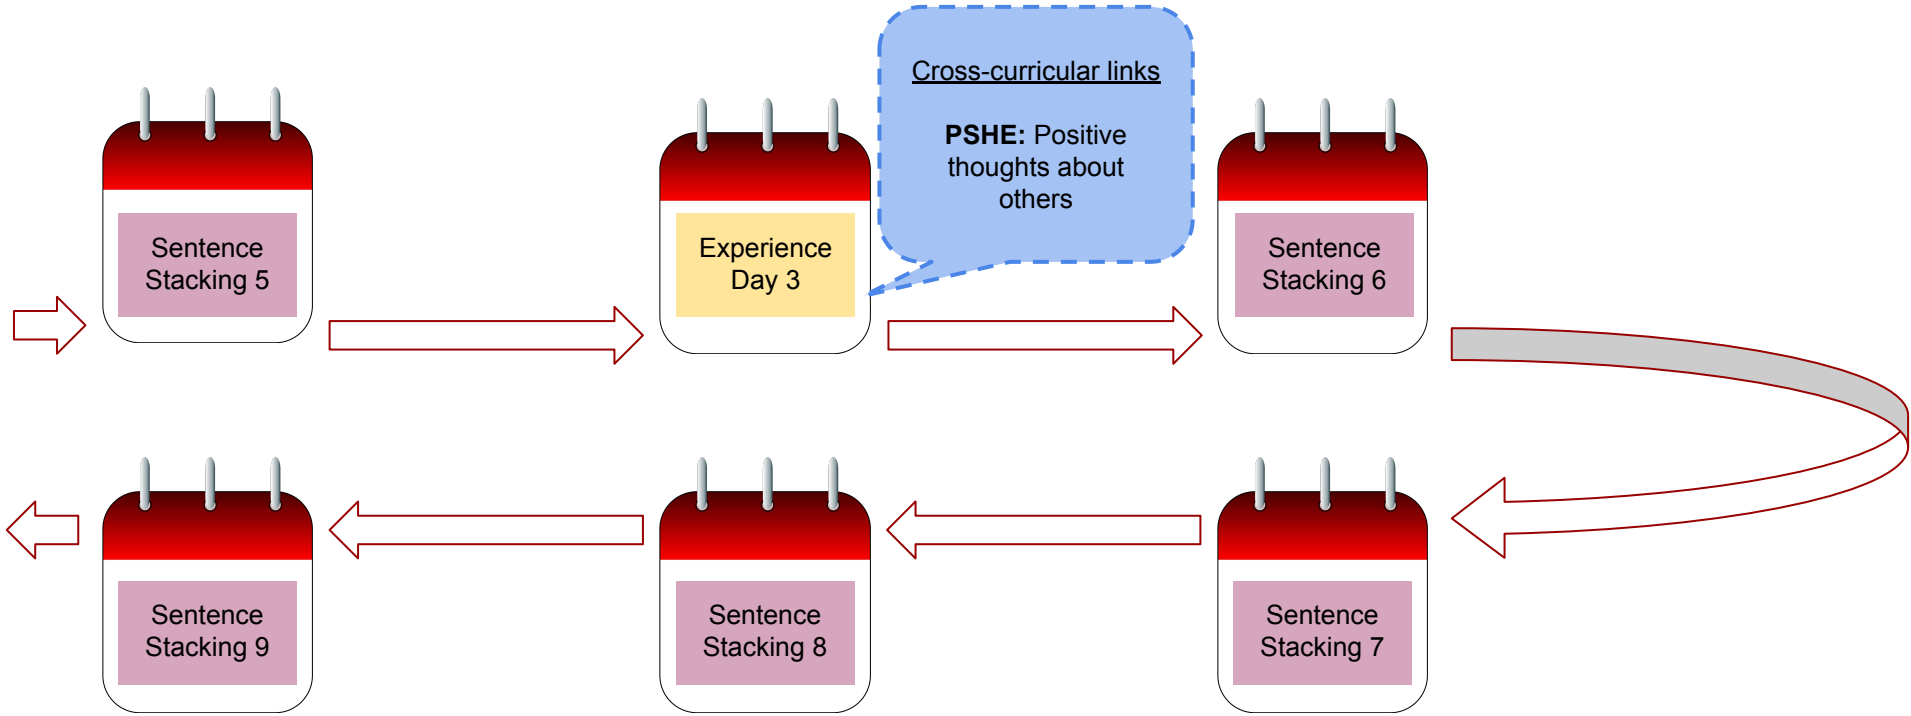 Cross-curricular links
PSHE: Positive
thoughts about
others
Sentence
Stacking 5
Experience
Day 3
Sentence
Stacking 6
Sentence
Stacking 9
Sentence
Stacking 8
Sentence
Stacking 7